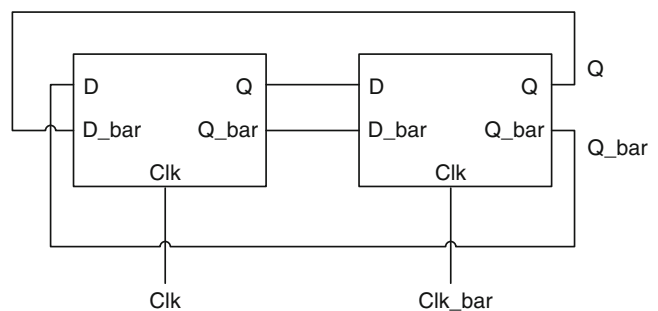 Q
D Q D Q
D_bar Q_bar D_bar Q_bar
Q_bar
Clk Clk
Clk Clk_bar